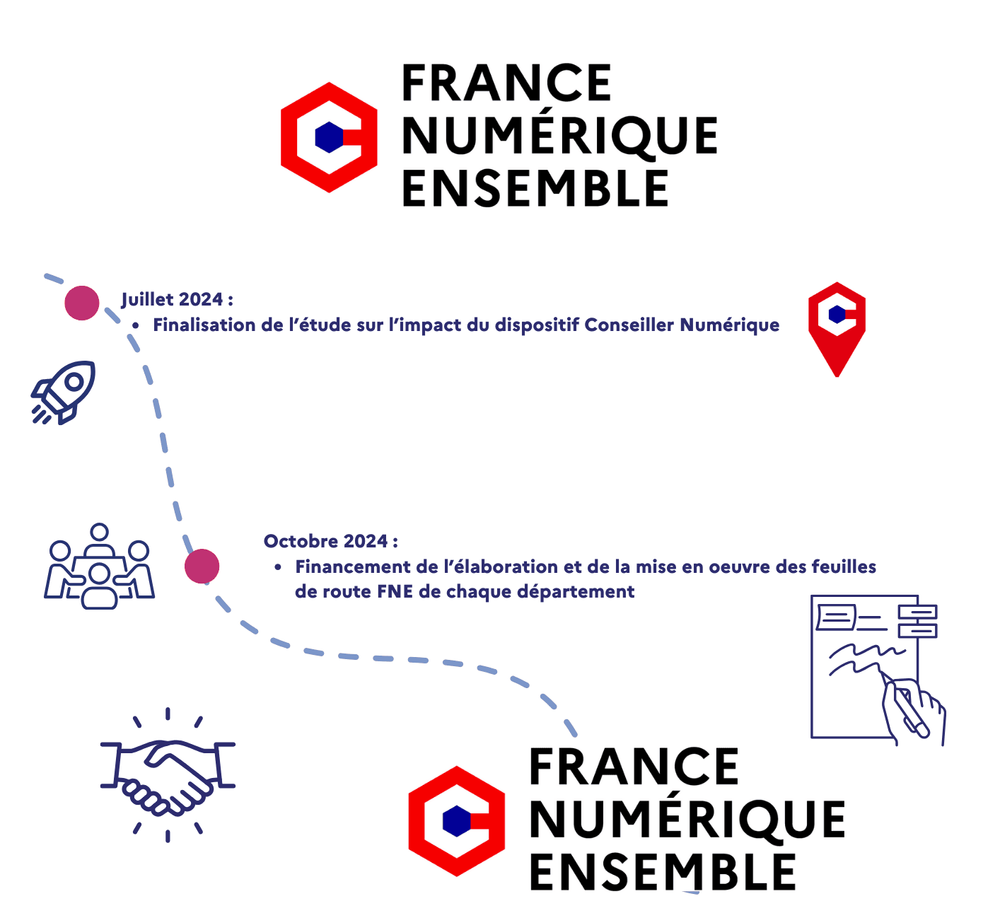 FRANCE
NUMÉRIQUE
ENSEMBLE
Juillet 2024 :
• Finalisation de l'étude sur l'impact du dispositif Conseiller Numérique
Octobre 2024 :
• Financement de l'élaboration et de la mise en oeuvre des feuilles
de route FNE de chaque département
FRANCE
NUMÉRIQUE
ENSEMBLE